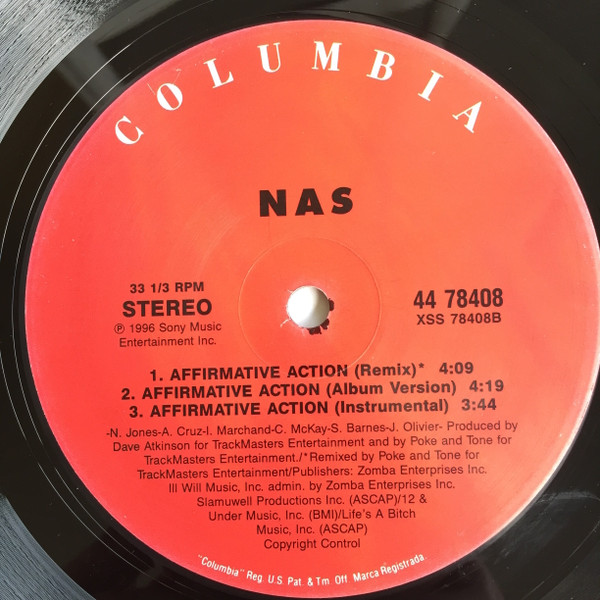 COLUMBIA
NAS
33 1/3 RPM
STEREO
℗ 1996 Sony Music
Entertainment Inc.
44 78408
XSS 78408B
1. AFFIRMATIVE ACTION (Remix)* 4:09
2. AFFIRMATIVE ACTION (Album Version) 4:19
3. AFFIRMATIVE ACTION (Instrumental) 3:44
-N. Jones-A. Cruz-I. Marchand-C. McKay-S. Barnes-J. Olivier- Produced by
Dave Atkinson for TrackMasters Entertainment and by Poke and Tone for
TrackMasters Entertainment./*Remixed by Poke and Tone for
TrackMasters Entertainment/Publishers: Zomba Enterprises Inc.
Ill Will Music, Inc. admin. by Zomba Enterprises Inc.
Slamuwell Productions Inc. (ASCAP)/12 &
Under Music, Inc. (BMI)/Life's A Bitch
Music, Inc. (ASCAP)
Copyright Control
"Columbia" Reg. U.S. Pat. & Tm. Off. Marca Registrada.